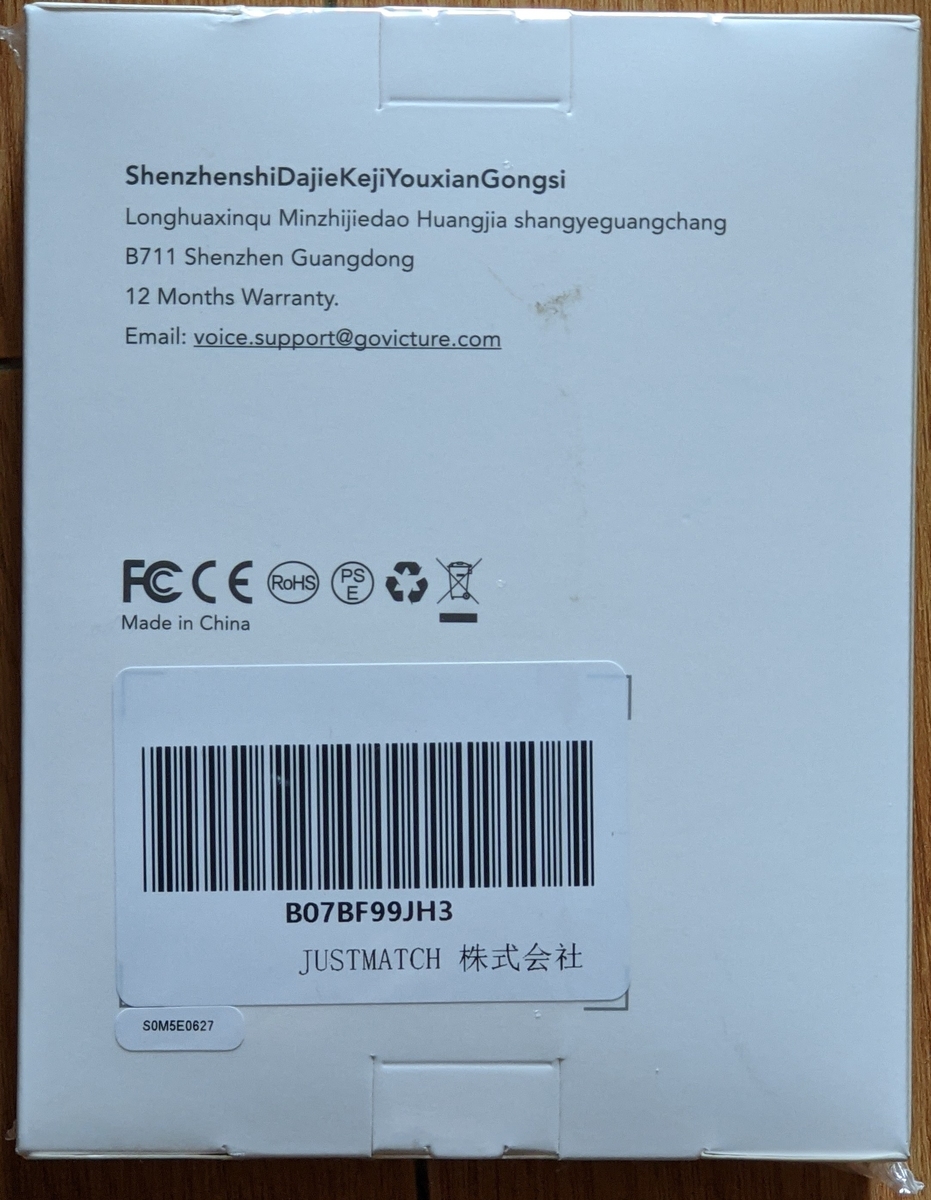 ShenzhenshiDajieKejiYouxianGongsi
Longhuaxinqu Minzhijiedao Huangjia shangyeguangchang
B711 Shenzhen Guangdong
12 Months Warranty.
Email: voice.support@govicture.com
FC CE RoHS PS E
Made in China
B07BF99JH3
JUSTMATCH 株式会社
S0M5E0627